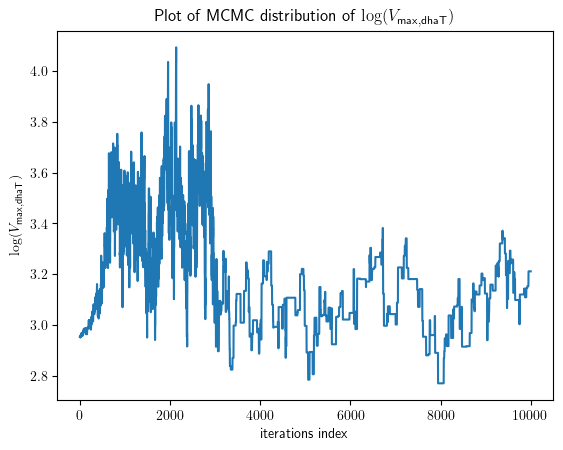 Plot of MCMC distribution of log(V_max,dhaT)
log(V_max,dhaT)
4.0
3.8
3.6
3.4
3.2
3.0
2.8
0 2000 4000 6000 8000 10000
iterations index